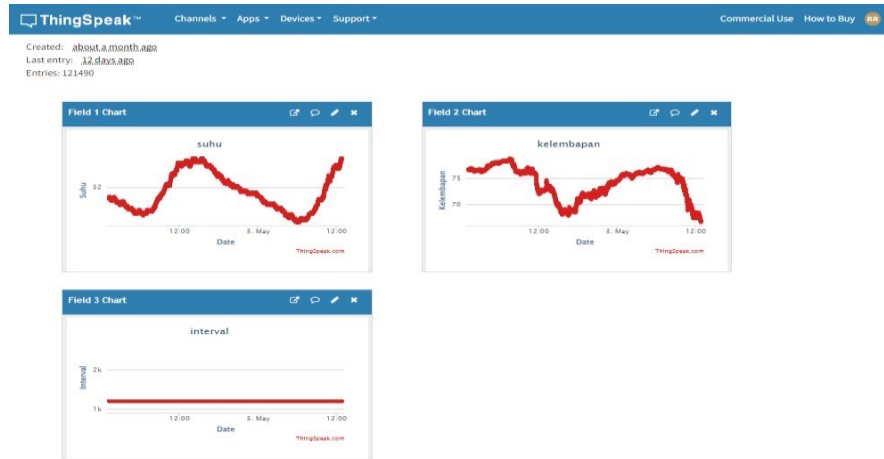 ThingSpeak™ Channels Apps Devices Support Commercial Use How to Buy RR
Created: about a month ago
Last entry: 12 days ago
Entries: 121490
Field 1 Chart
suhu
Suhu
32
12:00 3. May 12:00
Date
ThingSpeak.com
Field 2 Chart
kelembapan
Kelembapan
75
70
12:00 3. May 12:00
Date
ThingSpeak.com
Field 3 Chart
interval
Interval
2k
1k
12:00 3. May 12:00
Date
ThingSpeak.com